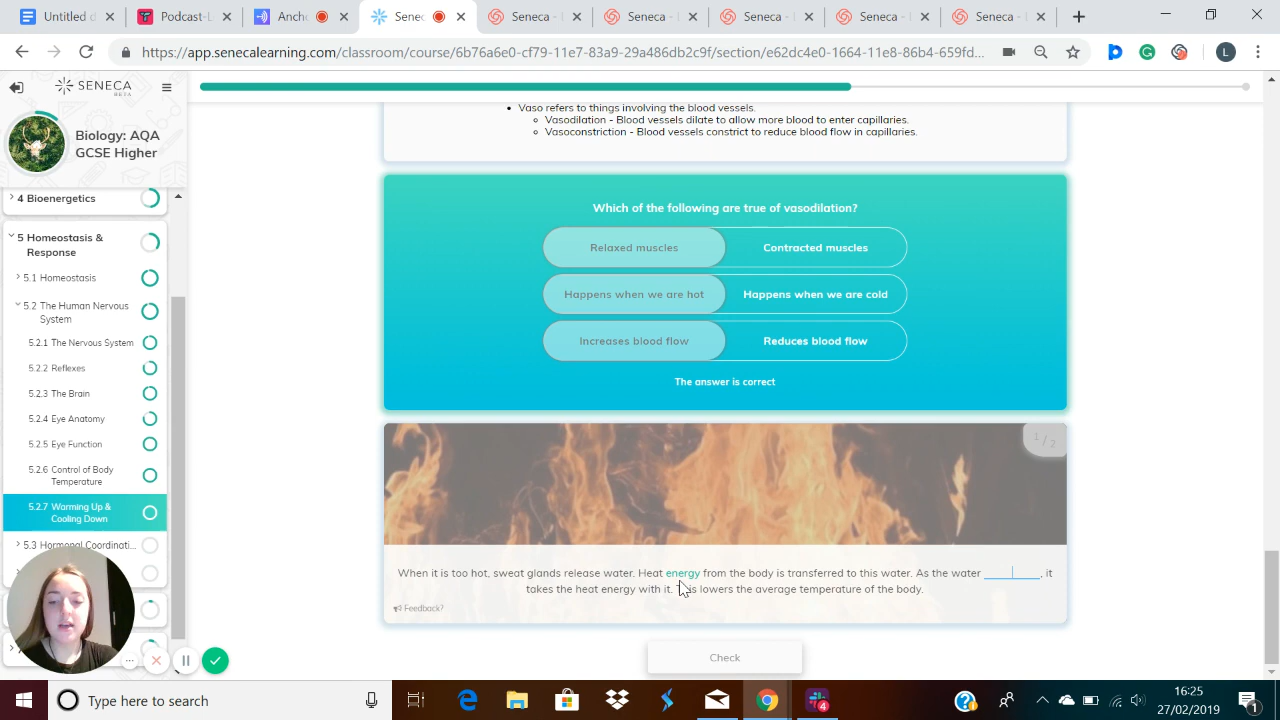 Untitled d
Podcast-L
Ancho
Senec
Seneca - L
Seneca - L
Seneca - L
Seneca - L
Seneca - L
https://app.senecalearning.com/classroom/course/6b76a6e0-cf79-11e7-83a9-29a486db2c9f/section/e62dc4e0-1664-11e8-86b4-659fd...
L
SENECA
BETA
Biology: AQA
GCSE Higher
4 Bioenergetics
5 Homeostasis &
Response
5.1 Homeostasis
5.2 The Human Nervous
System
5.2.1 The Nervous System
5.2.2 Reflexes
5.2.3 The Brain
5.2.4 Eye Anatomy
5.2.5 Eye Function
5.2.6 Control of Body
Temperature
5.2.7 Warming Up &
Cooling Down
5.3 Hormonal Coordinati...
Vaso refers to things involving the blood vessels.
Vasodilation - Blood vessels dilate to allow more blood to enter capillaries.
Vasoconstriction - Blood vessels constrict to reduce blood flow in capillaries.
Which of the following are true of vasodilation?
Relaxed muscles Contracted muscles
Happens when we are hot Happens when we are cold
Increases blood flow Reduces blood flow
The answer is correct
1 / 2
When it is too hot, sweat glands release water. Heat energy from the body is transferred to this water. As the water ______, it
takes the heat energy with it. This lowers the average temperature of the body.
Feedback?
Check
Type here to search
4
16:25
27/02/2019
1